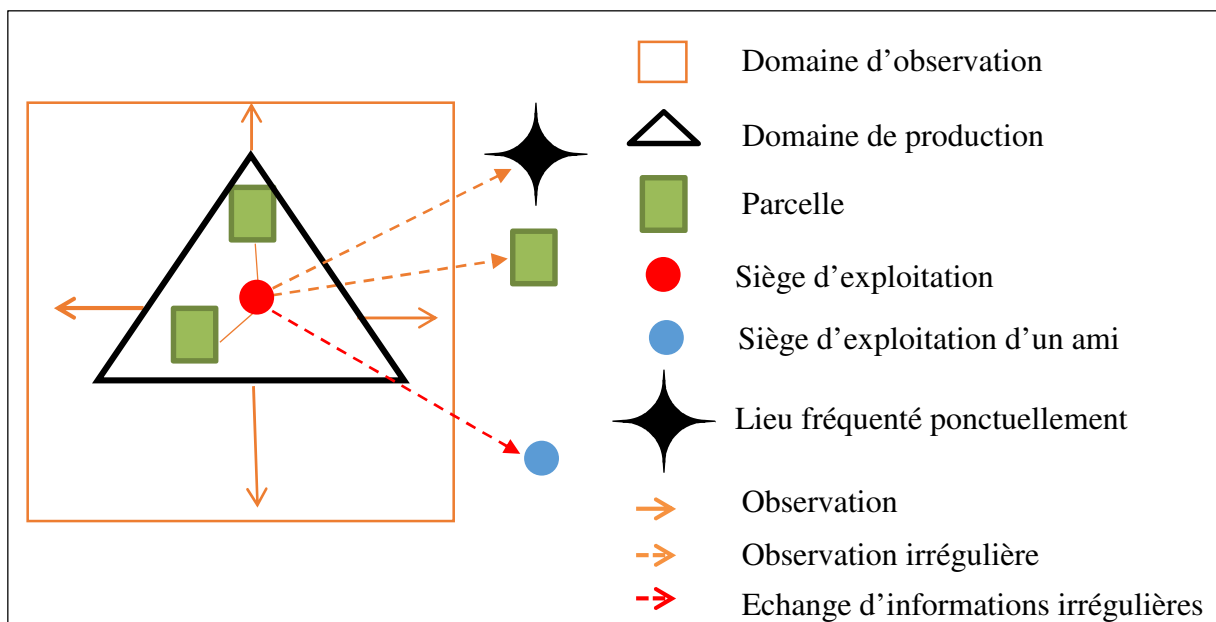 Domaine d’observation
Domaine de production
Parcelle
Siège d’exploitation
Siège d’exploitation d’un ami
Lieu fréquenté ponctuellement
Observation
Observation irrégulière
Echange d’informations irrégulières